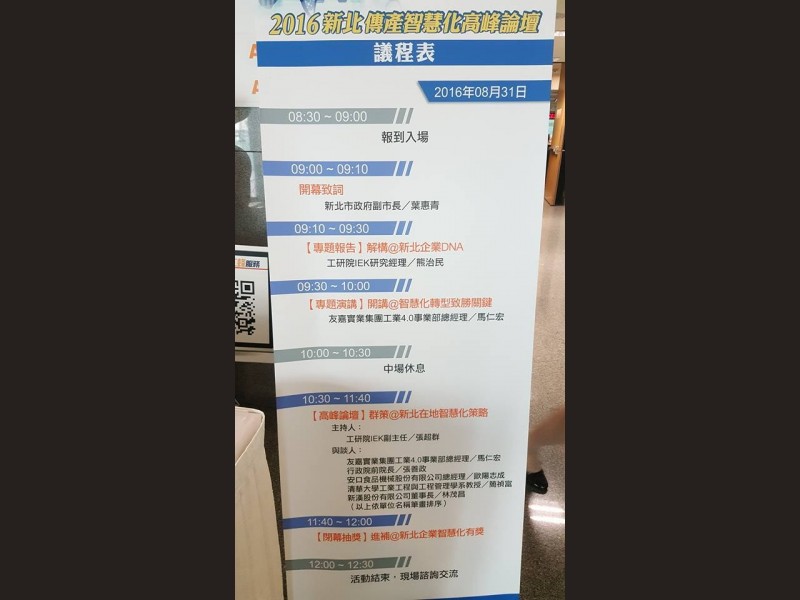 2016新北傳產智慧化高峰論壇
議程表
2016年08月31日
08:30 ~ 09:00
報到入場
09:00 ~ 09:10
開幕致詞
新北市政府副市長／葉惠青
09:10 ~ 09:30
【專題報告】解構@新北企業DNA
工研院IEK研究經理／熊治民
09:30 ~ 10:00
【專題演講】開講@智慧化轉型致勝關鍵
友嘉實業集團工業4.0事業部總經理／馬仁宏
10:00 ~ 10:30
中場休息
10:30 ~ 11:40
【高峰論壇】群策@新北在地智慧化策略
主持人：
工研院IEK副主任／張超群
與談人：
友嘉實業集團工業4.0事業部總經理／馬仁宏
行政院前院長／張善政
安口食品機械股份有限公司總經理／歐陽志成
清華大學工業工程與工程管理學系教授／簡禎富
新漢股份有限公司董事長／林茂昌
（以上依單位名稱筆畫排序）
11:40 ~ 12:00
【閉幕抽獎】進補@新北企業智慧化有獎
12:00 ~ 12:30
活動結束，現場諮詢交流
服務